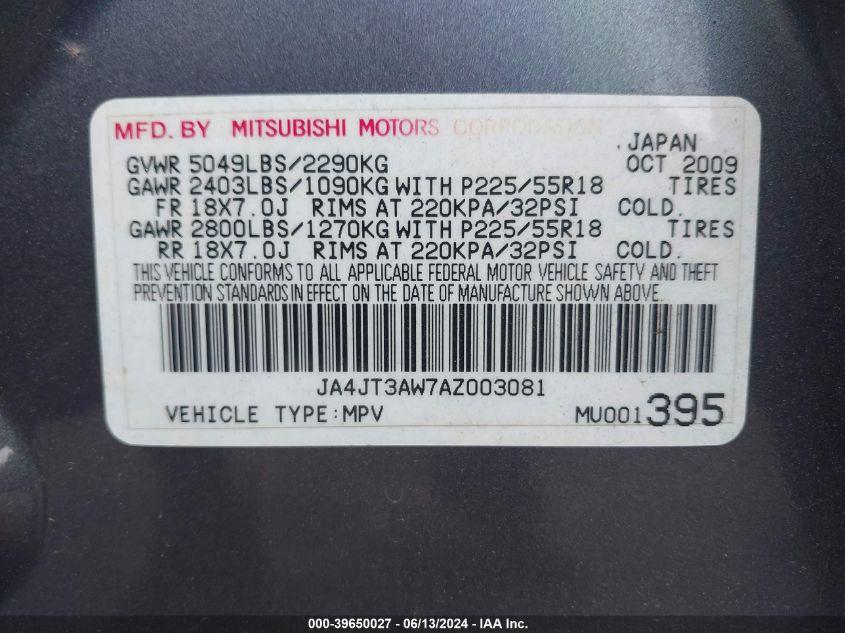 MFD. BY MITSUBISHI MOTORS CORPORATION, JAPAN
GVWR 5049LBS/2290KG OCT 2009
GAWR 2403LBS/1090KG WITH P225/55R18 TIRES
FR 18X7.0J RIMS AT 220KPA/32PSI COLD.
GAWR 2800LBS/1270KG WITH P225/55R18 TIRES
RR 18X7.0J RIMS AT 220KPA/32PSI COLD.
THIS VEHICLE CONFORMS TO ALL APPLICABLE FEDERAL MOTOR VEHICLE SAFETY AND THEFT
PREVENTION STANDARDS IN EFFECT ON THE DATE OF MANUFACTURE SHOWN ABOVE.
JA4JT3AW7AZ003081
VEHICLE TYPE:MPV MU001395
000-39650027 - 06/13/2024 - IAA, Inc.